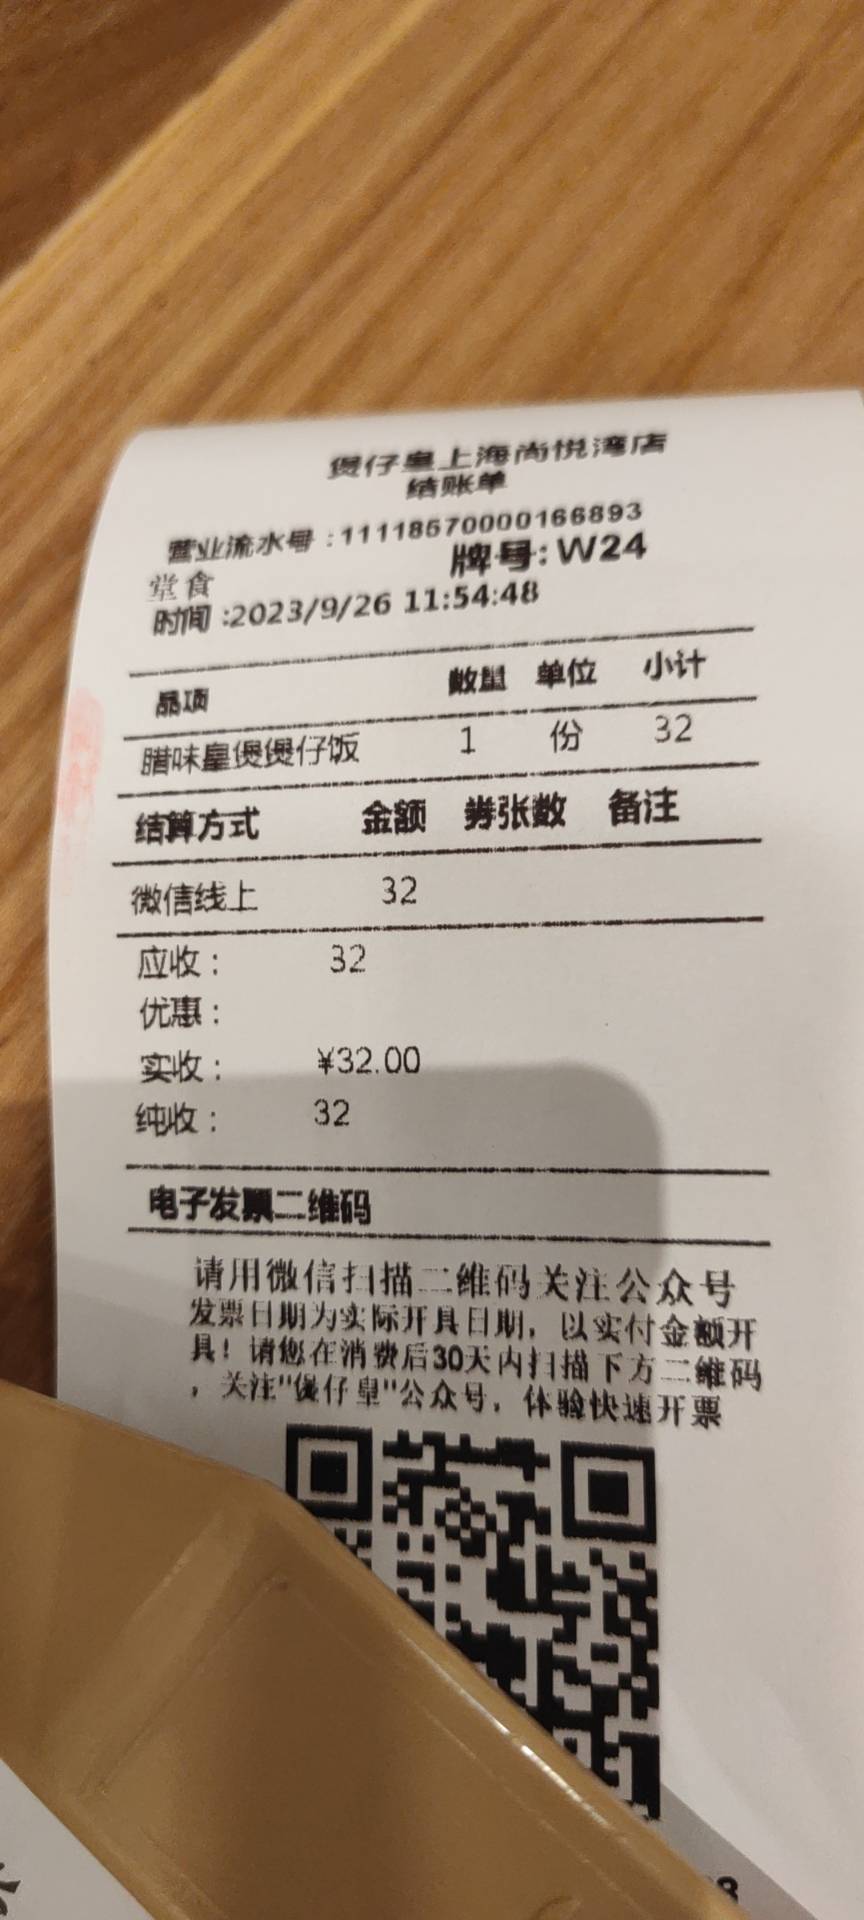 煲仔皇上海尚悦湾店
结账单
营业流水号:11118670000166893
牌号:W24
堂食
时间:2023/9/26 11:54:48
品项 数量 单位 小计
腊味皇煲煲仔饭 1 份 32
结算方式 金额 券张数 备注
微信线上 32
应收: 32
优惠:
实收: ¥32.00
纯收: 32
电子发票二维码
请用微信扫描二维码关注公众号
发票日期为实际开具日期，以实付金额开
具！请您在消费后30天内扫描下方二维码
，关注"煲仔皇"公众号，体验快速开票